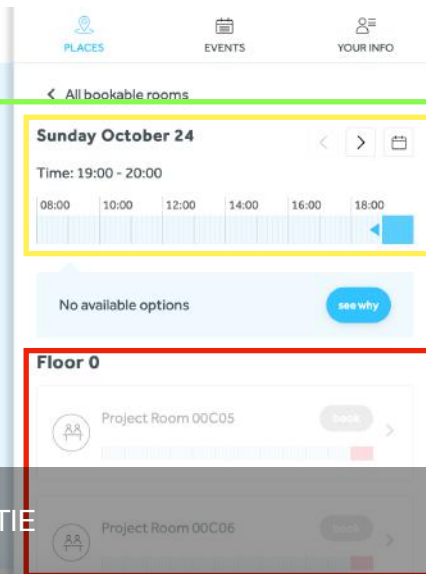 PLACES EVENTS YOUR INFO
All bookable rooms
Sunday October 24
Time: 19:00 - 20:00
08:00 10:00 12:00 14:00 16:00 18:00
No available options see why
Floor 0
Project Room 00C05 book
TIE
Project Room 00C06 book